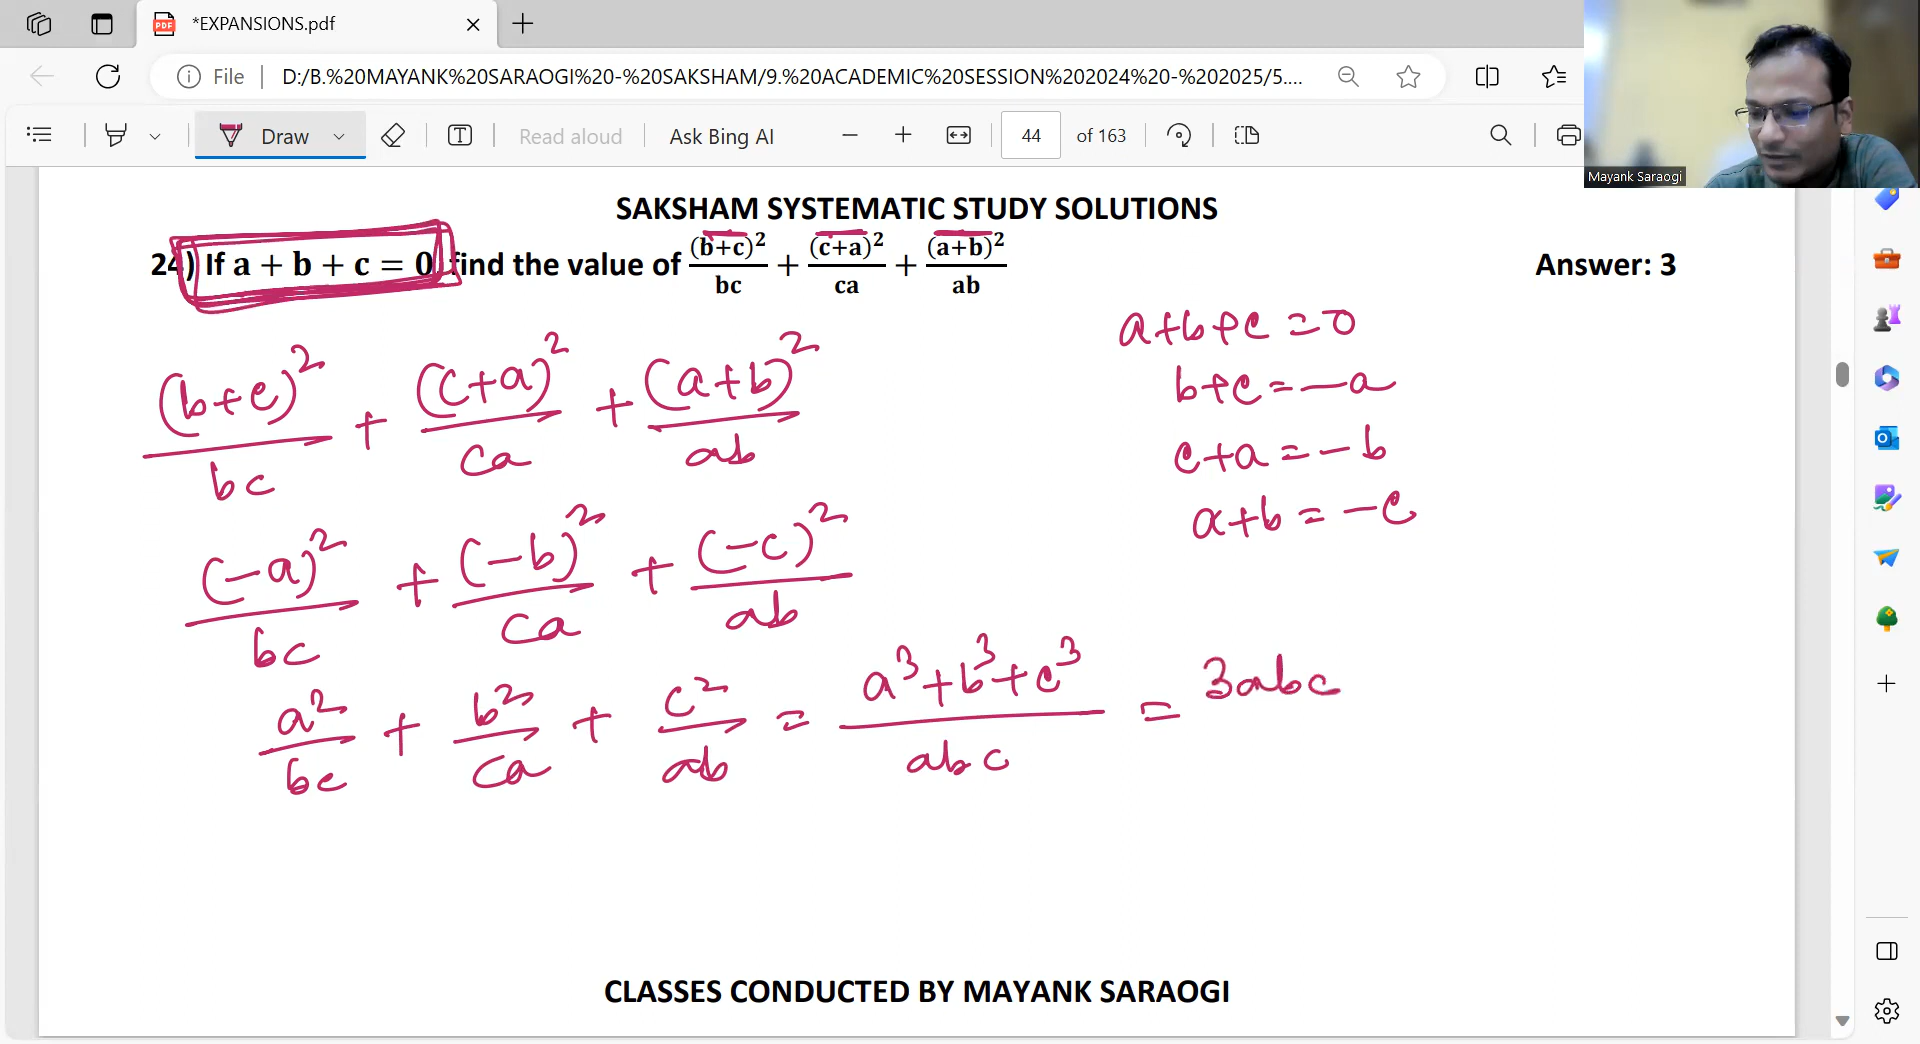 *EXPANSIONS.pdf
File | D:/B.%20MAYANK%20SARAOGI%20-%20SAKSHAM/9.%20ACADEMIC%20SESSION%202024%20-%202025/5....
Draw
Read aloud
Ask Bing AI
44 of 163
Mayank Saraogi
SAKSHAM SYSTEMATIC STUDY SOLUTIONS
24) If a + b + c = 0 find the value of (b+c)²/bc + (c+a)²/ca + (a+b)²/ab Answer: 3
a+b+c=0
(b+c)²/bc + (c+a)²/ca + (a+b)²/ab
b+c=-a
c+a=-b
a+b=-c
(-a)²/bc + (-b)²/ca + (-c)²/ab
a²/bc + b²/ca + c²/ab = a³+b³+c³/abc = 3abc
CLASSES CONDUCTED BY MAYANK SARAOGI